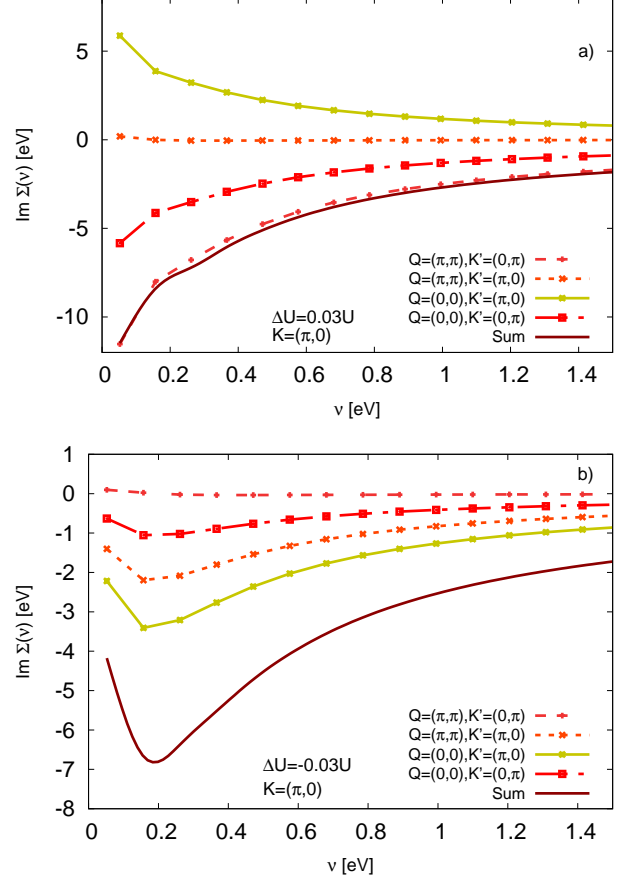 5
0
-5
-10
Im Σ(ν) [eV]
a)
Q=(π,π),K'=(0,π)
Q=(π,π),K'=(π,0)
Q=(0,0),K'=(π,0)
Q=(0,0),K'=(0,π)
Sum
ΔU=0.03U
K=(π,0)
0 0.2 0.4 0.6 0.8 1 1.2 1.4
ν [eV]
1
0
-1
-2
-3
-4
-5
-6
-7
-8
Im Σ(ν) [eV]
b)
Q=(π,π),K'=(0,π)
Q=(π,π),K'=(π,0)
Q=(0,0),K'=(π,0)
Q=(0,0),K'=(0,π)
Sum
ΔU=-0.03U
K=(π,0)
0 0.2 0.4 0.6 0.8 1 1.2 1.4
ν [eV]